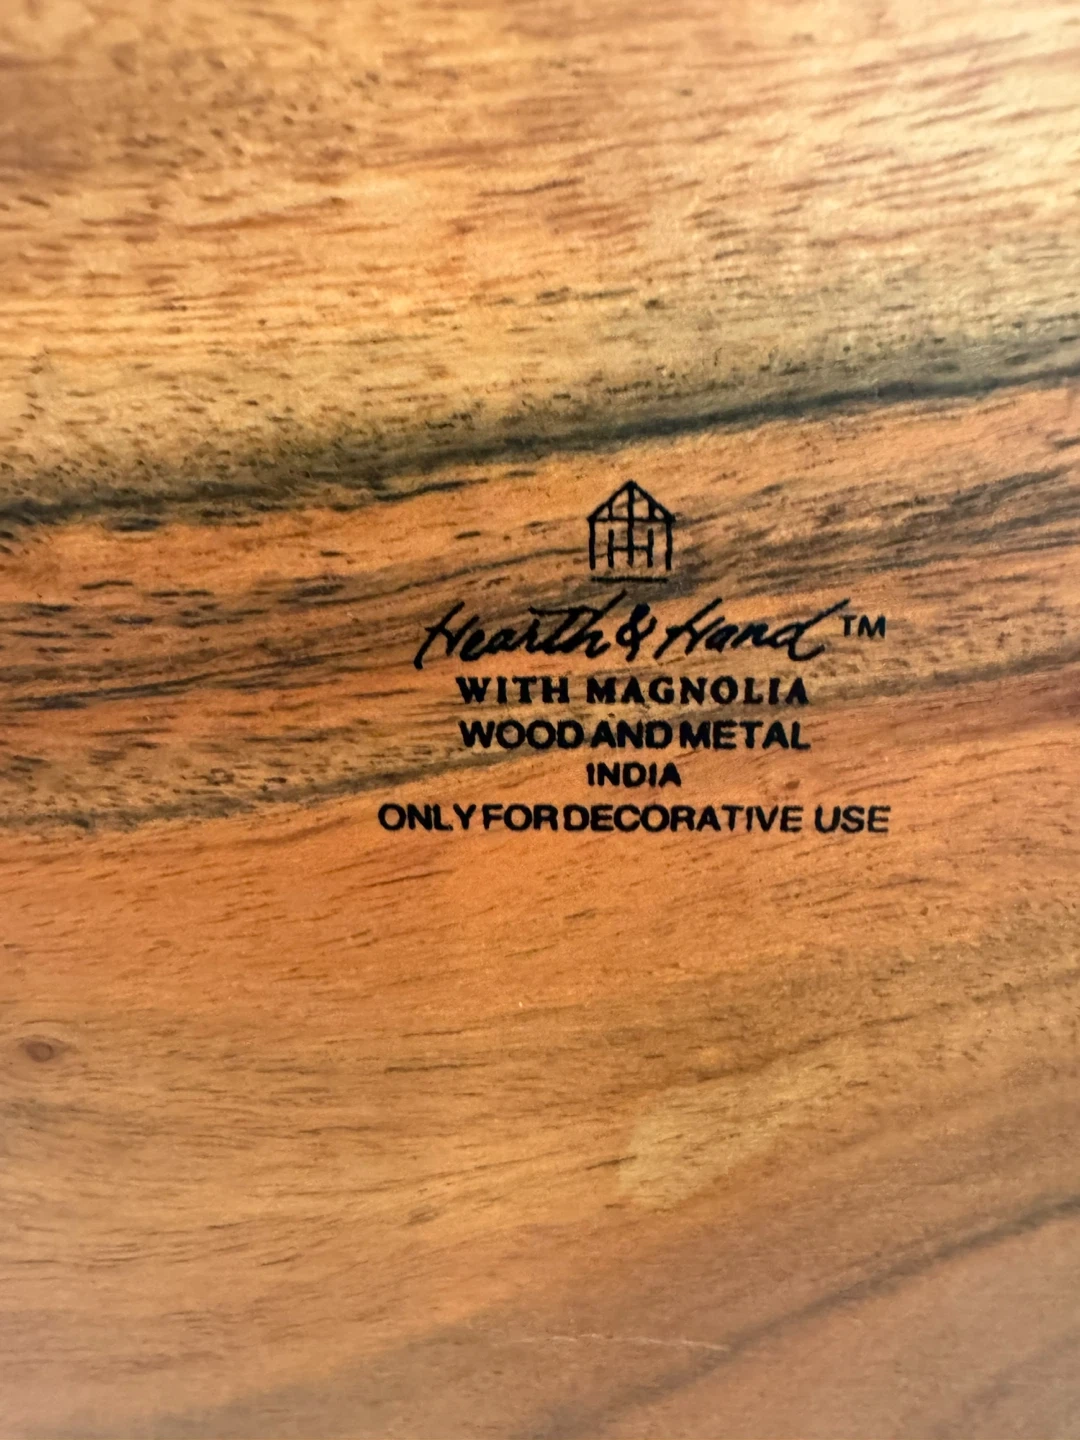 Hearth & Hand™
WITH MAGNOLIA
WOOD AND METAL
INDIA
ONLY FOR DECORATIVE USE